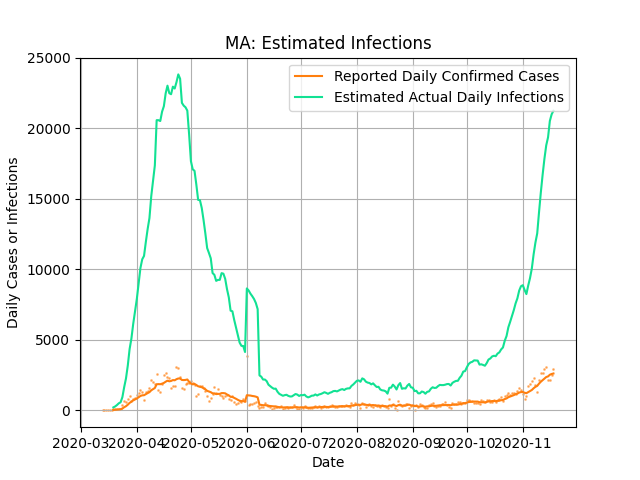 MA: Estimated Infections
25000
20000
15000
10000
5000
0
Daily Cases or Infections
Reported Daily Confirmed Cases
Estimated Actual Daily Infections
2020-03 2020-04 2020-05 2020-06 2020-07 2020-08 2020-09 2020-10 2020-11
Date